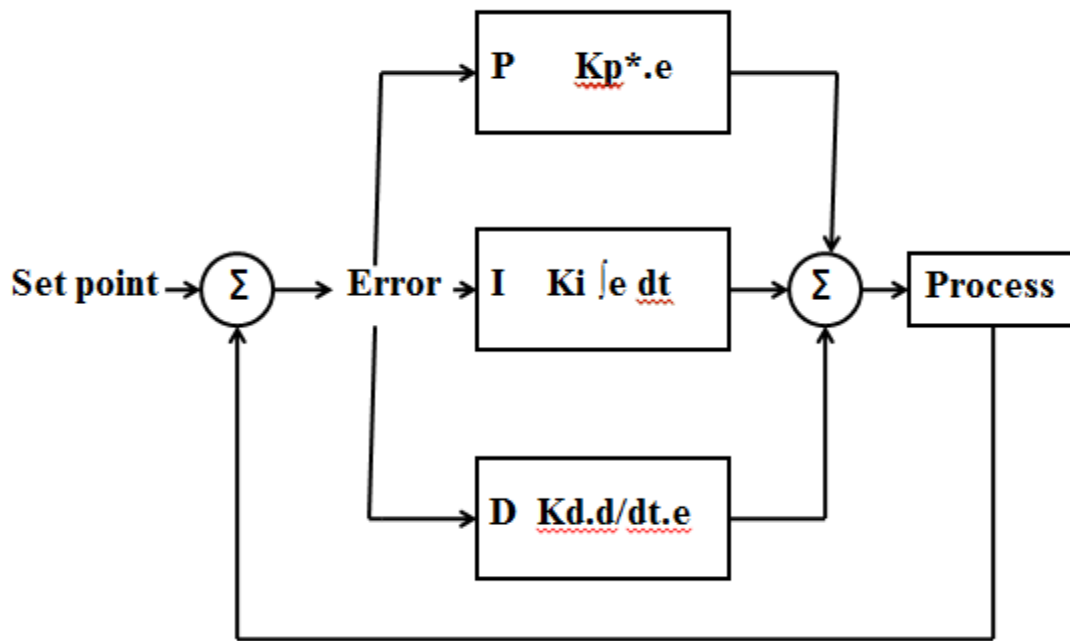 P Kp*.e
Set point Σ Error I Ki ∫e dt Σ Process
D Kd.d/dt.e